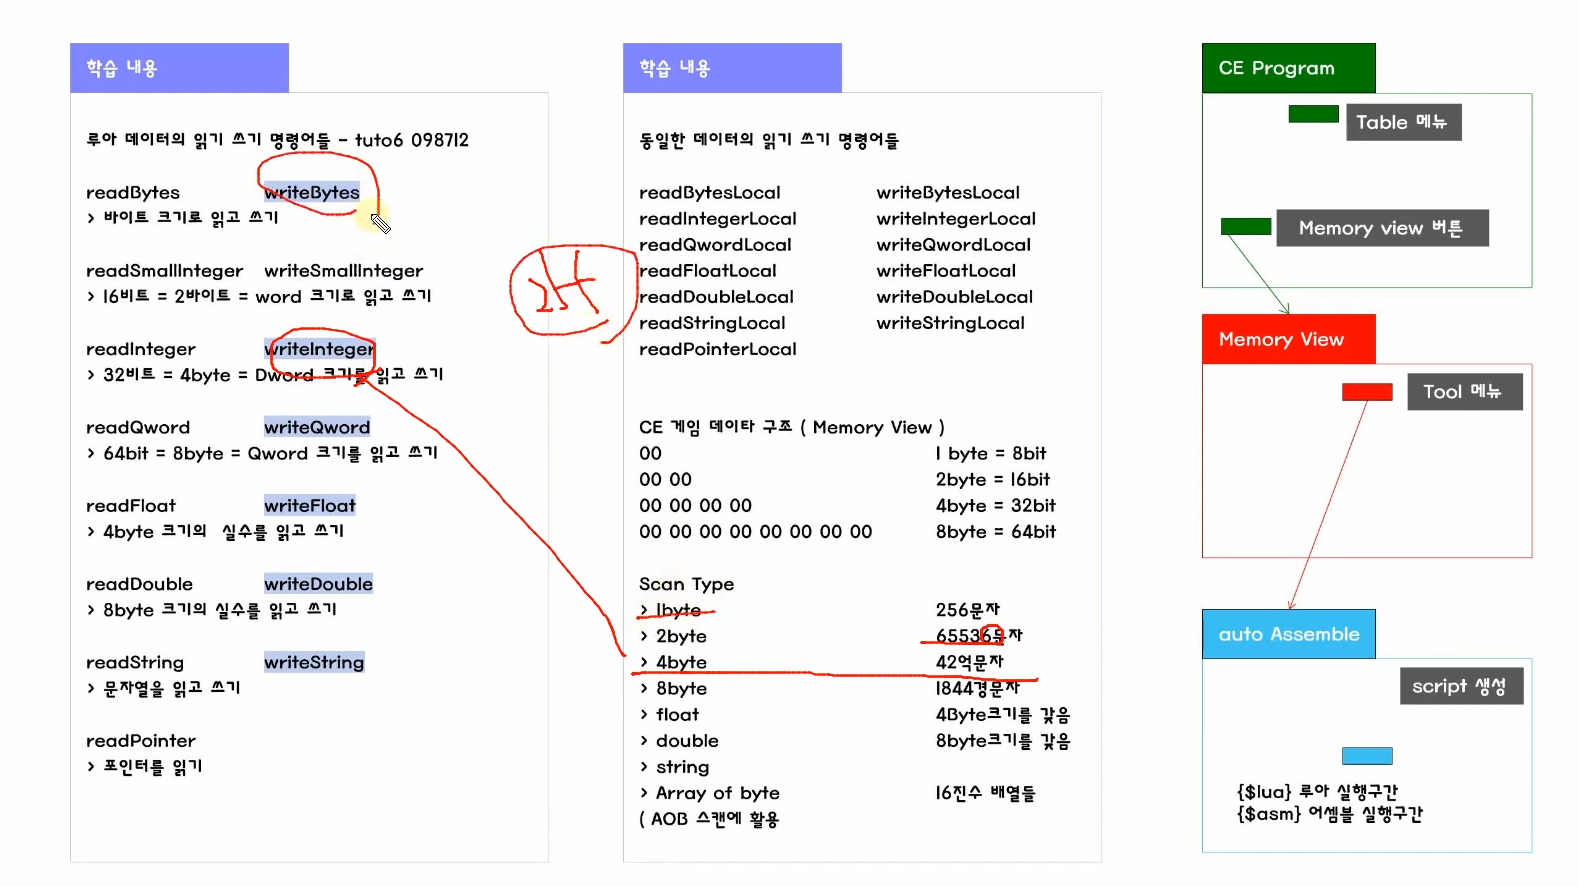 학습 내용
루아 데이터의 읽기 쓰기 명령어들 - tuto6 098712
readBytes writeBytes
> 바이트 크기로 읽고 쓰기
readSmallInteger writeSmallInteger
> 16비트 = 2바이트 = word 크기로 읽고 쓰기
readInteger writeInteger
> 32비트 = 4byte = Dword 크기를 읽고 쓰기
readQword writeQword
> 64bit = 8byte = Qword 크기를 읽고 쓰기
readFloat writeFloat
> 4byte 크기의 실수를 읽고 쓰기
readDouble writeDouble
> 8byte 크기의 실수를 읽고 쓰기
readString writeString
> 문자열을 읽고 쓰기
readPointer
> 포인터를 읽기
학습 내용
동일한 데이터의 읽기 쓰기 명령어들
readBytesLocal writeBytesLocal
readIntegerLocal writeIntegerLocal
readQwordLocal writeQwordLocal
readFloatLocal writeFloatLocal
readDoubleLocal writeDoubleLocal
readStringLocal writeStringLocal
readPointerLocal
CE 게임 데이타 구조 ( Memory View )
00 1 byte = 8bit
00 00 2byte = 16bit
00 00 00 00 4byte = 32bit
00 00 00 00 00 00 00 00 8byte = 64bit
Scan Type
> 1byte 256문자
> 2byte 65536문자
> 4byte 42억문자
> 8byte 1844경문자
> float 4Byte크기를 갖음
> double 8byte크기를 갖음
> string
> Array of byte 16진수 배열들
( AOB 스캔에 활용
CE Program
Table 메뉴
Memory view 버튼
Memory View
Tool 메뉴
auto Assemble
script 생성
{$lua} 루아 실행구간
{$asm} 어셈블 실행구간